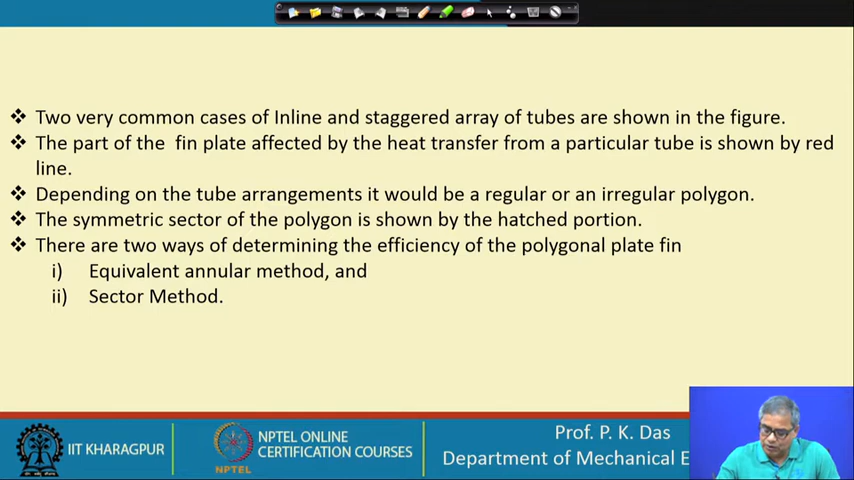 ❖ Two very common cases of Inline and staggered array of tubes are shown in the figure.
❖ The part of the fin plate affected by the heat transfer from a particular tube is shown by red
line.
❖ Depending on the tube arrangements it would be a regular or an irregular polygon.
❖ The symmetric sector of the polygon is shown by the hatched portion.
❖ There are two ways of determining the efficiency of the polygonal plate fin
i) Equivalent annular method, and
ii) Sector Method.
IIT KHARAGPUR
NPTEL
NPTEL ONLINE
CERTIFICATION COURSES
Prof. P. K. Das
Department of Mechanical E